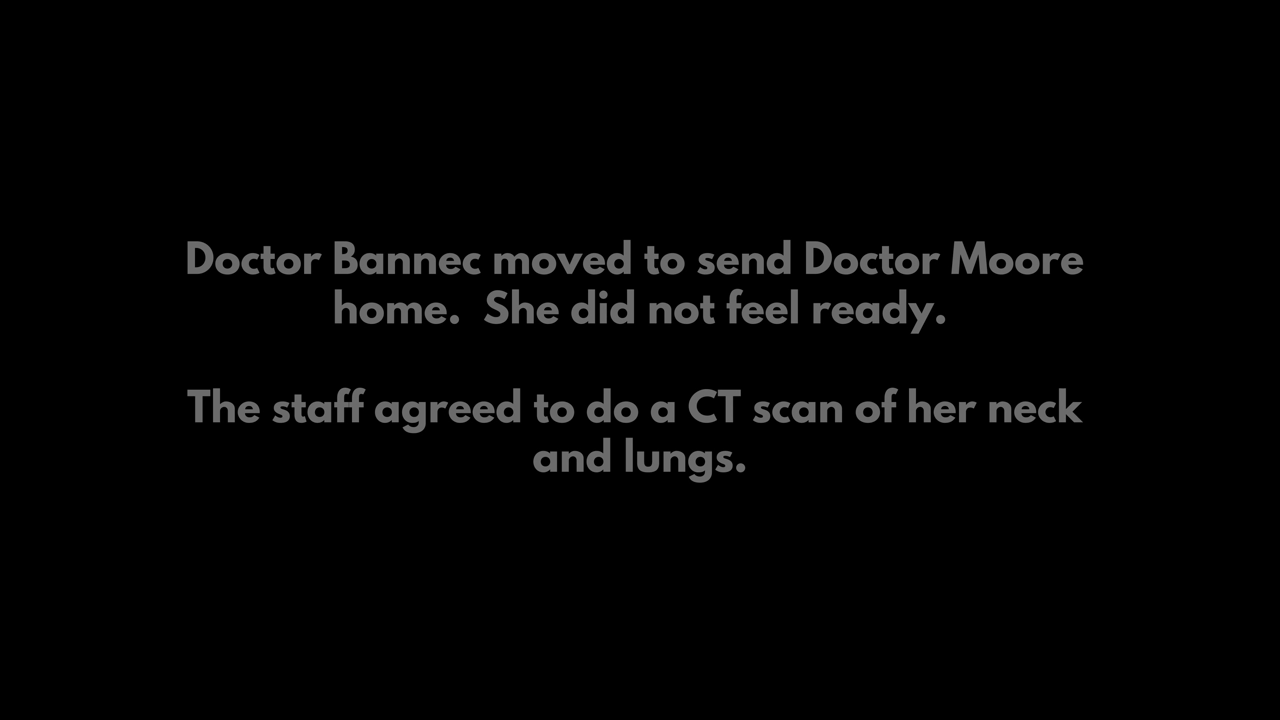 Doctor Bannec moved to send Doctor Moore
home.  She did not feel ready.
The staff agreed to do a CT scan of her neck
and lungs.